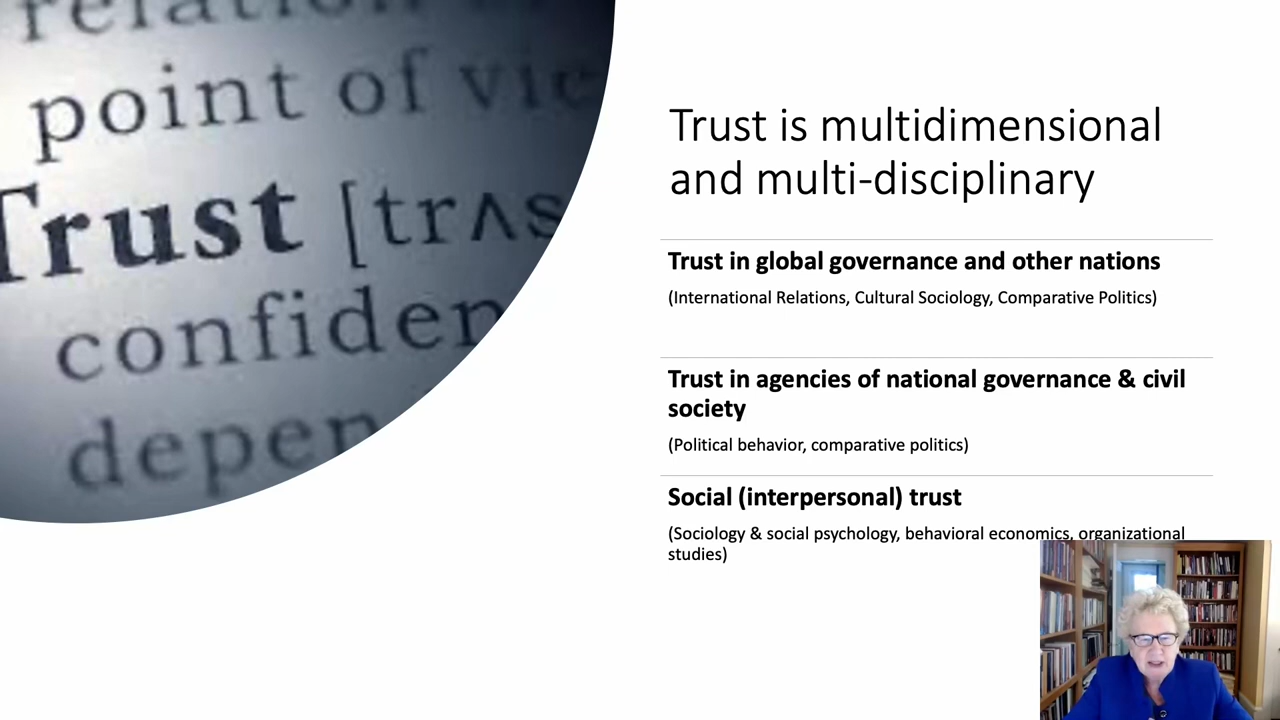 point of
Trust [trʌs
confiden
depen
Trust is multidimensional
and multi-disciplinary
Trust in global governance and other nations
(International Relations, Cultural Sociology, Comparative Politics)
Trust in agencies of national governance & civil
society
(Political behavior, comparative politics)
Social (interpersonal) trust
(Sociology & social psychology, behavioral economics, organizational
studies)